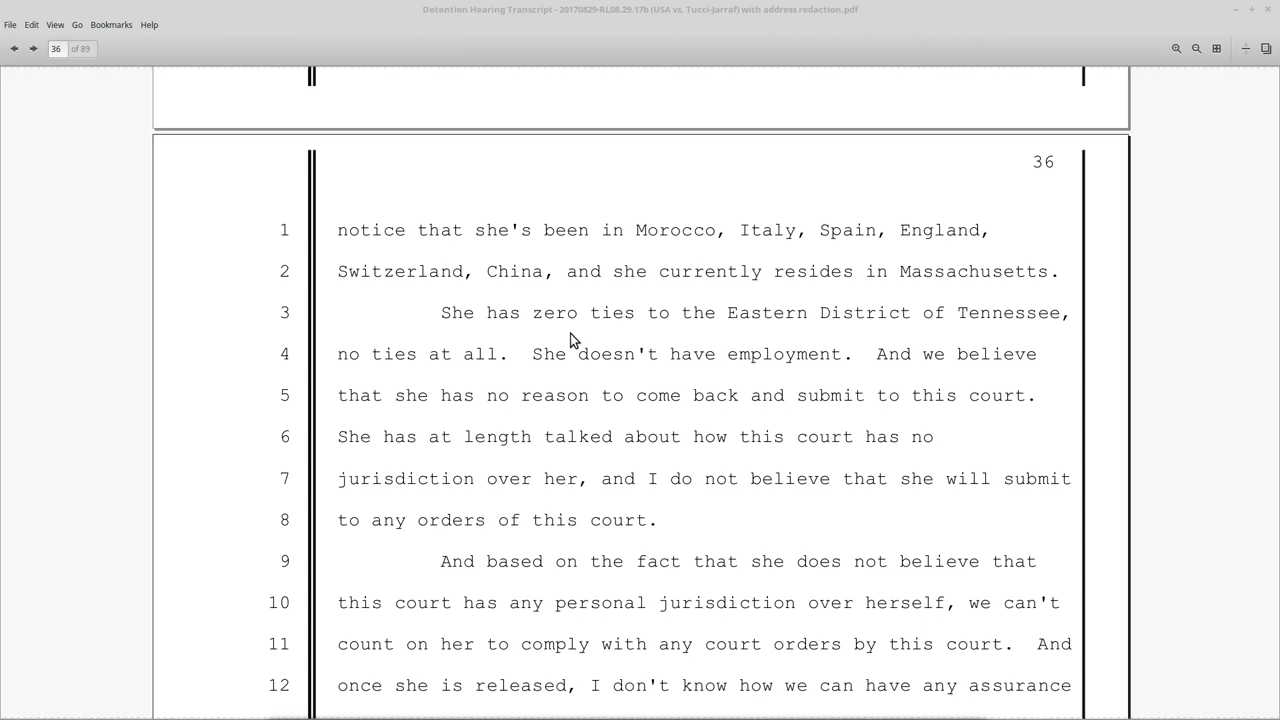 Detention Hearing Transcript - 20170829-RL08.29.17b (USA vs. Tucci-Jarraf) with address redaction.pdf
File Edit View Go Bookmarks Help
36 of 89
36
1 notice that she's been in Morocco, Italy, Spain, England,
2 Switzerland, China, and she currently resides in Massachusetts.
3 She has zero ties to the Eastern District of Tennessee,
4 no ties at all. She doesn't have employment. And we believe
5 that she has no reason to come back and submit to this court.
6 She has at length talked about how this court has no
7 jurisdiction over her, and I do not believe that she will submit
8 to any orders of this court.
9 And based on the fact that she does not believe that
10 this court has any personal jurisdiction over herself, we can't
11 count on her to comply with any court orders by this court. And
12 once she is released, I don't know how we can have any assurance